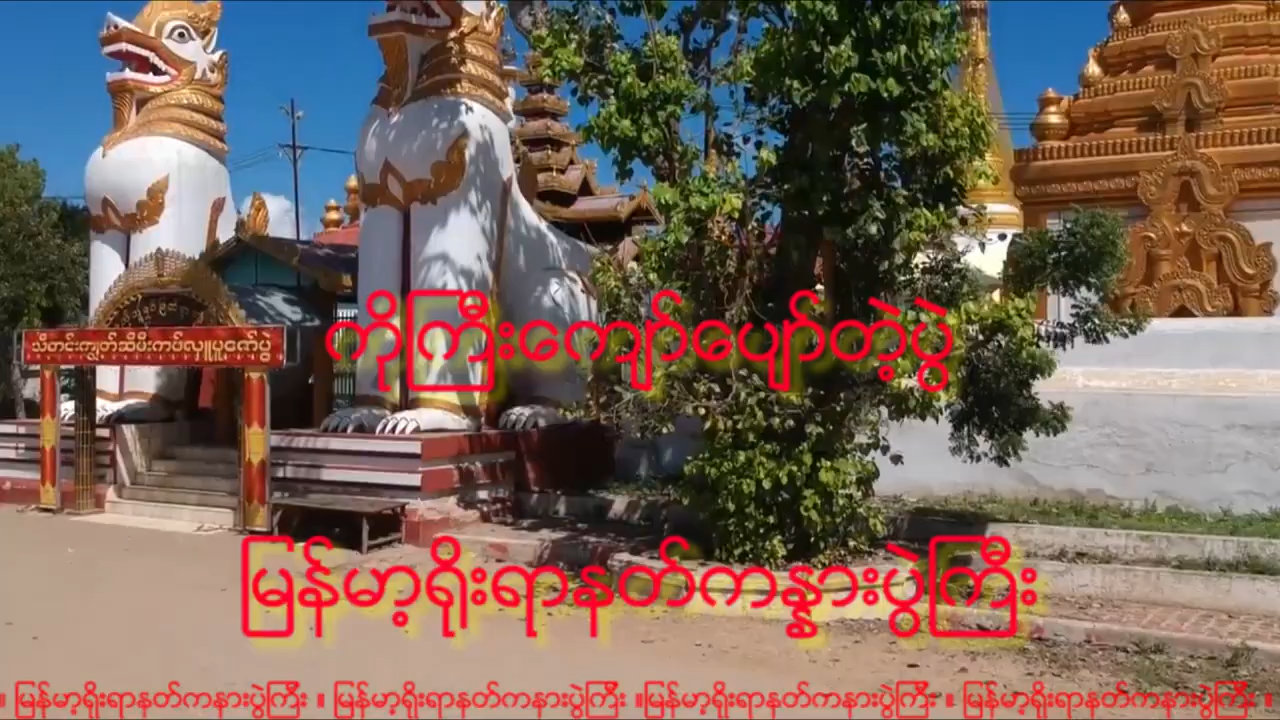 သီတင်းကျွတ်ဆီမီးကပ်လှူပူဇော်ပွဲ
ကိုကြီးကျော်ပျော်တဲ့ပွဲ
မြန်မာ့ရိုးရာနတ်ကန္နားပွဲကြီး
။ မြန်မာ့ရိုးရာနတ်ကနားပွဲကြီး ။ မြန်မာ့ရိုးရာနတ်ကနားပွဲကြီး ။မြန်မာ့ရိုးရာနတ်ကနားပွဲကြီး ။ မြန်မာ့ရိုးရာနတ်ကနားပွဲကြီး ။